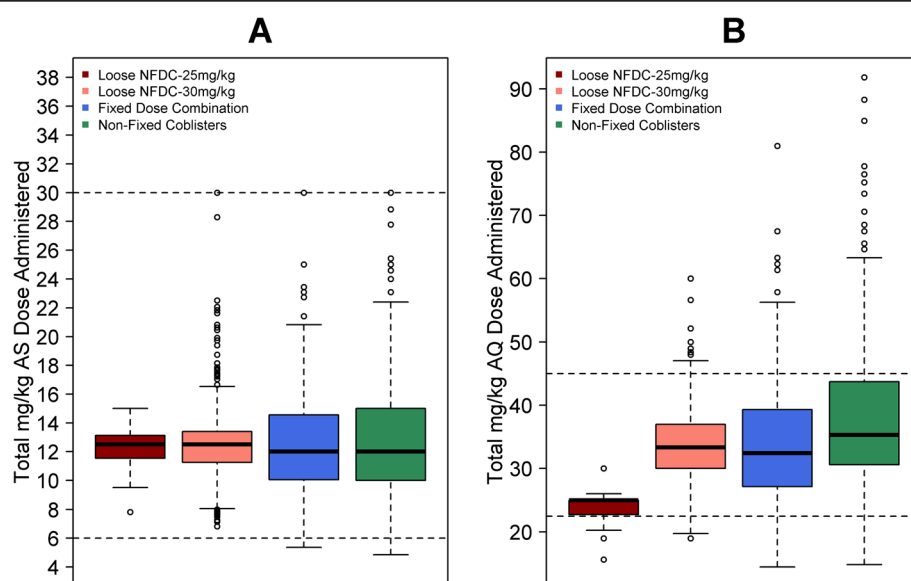 A
Total mg/kg AS Dose Administered
38
36
34
32
30
28
26
24
22
20
18
16
14
12
10
8
6
4
Loose NFDC-25mg/kg
Loose NFDC-30mg/kg
Fixed Dose Combination
Non-Fixed Coblisters
B
Total mg/kg AQ Dose Administered
90
80
70
60
50
40
30
20
Loose NFDC-25mg/kg
Loose NFDC-30mg/kg
Fixed Dose Combination
Non-Fixed Coblisters